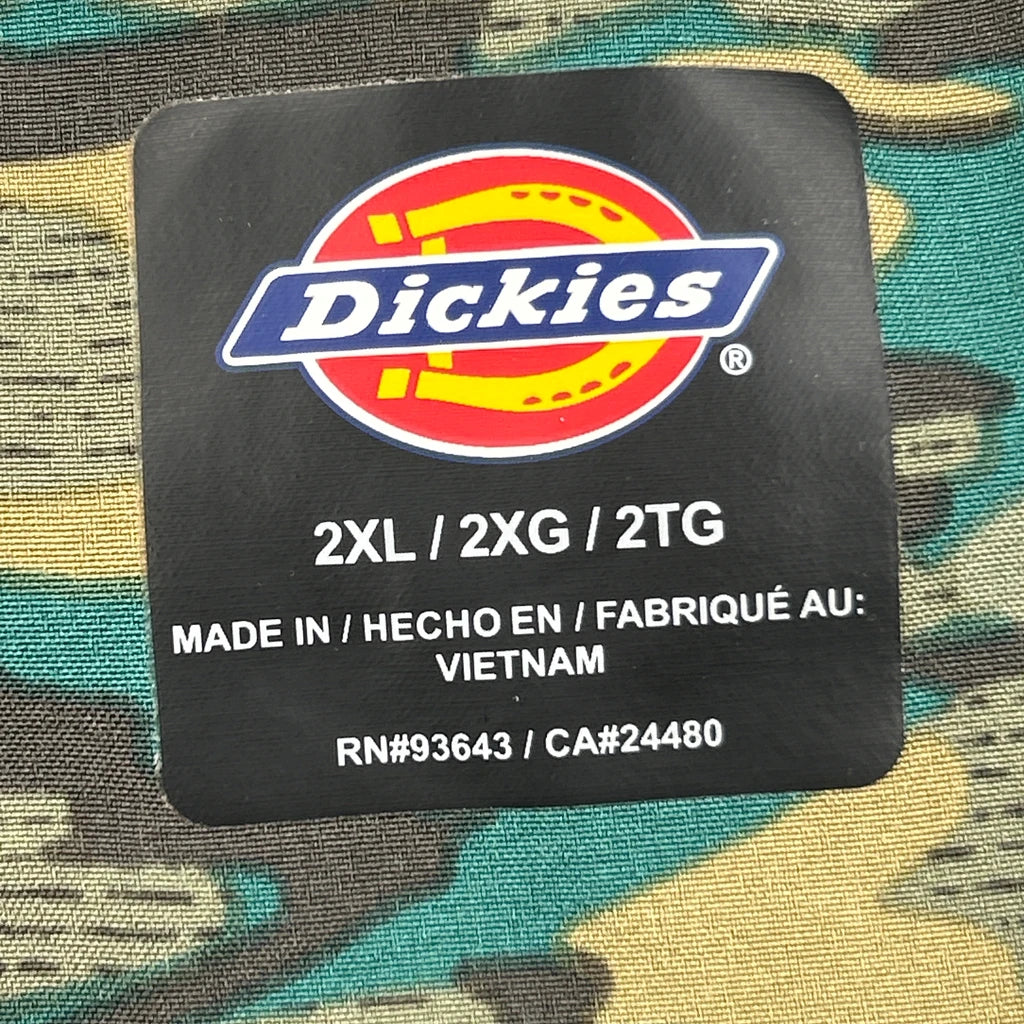 Dickies®
2XL / 2XG / 2TG
MADE IN / HECHO EN / FABRIQUÉ AU:
VIETNAM
RN#93643 / CA#24480